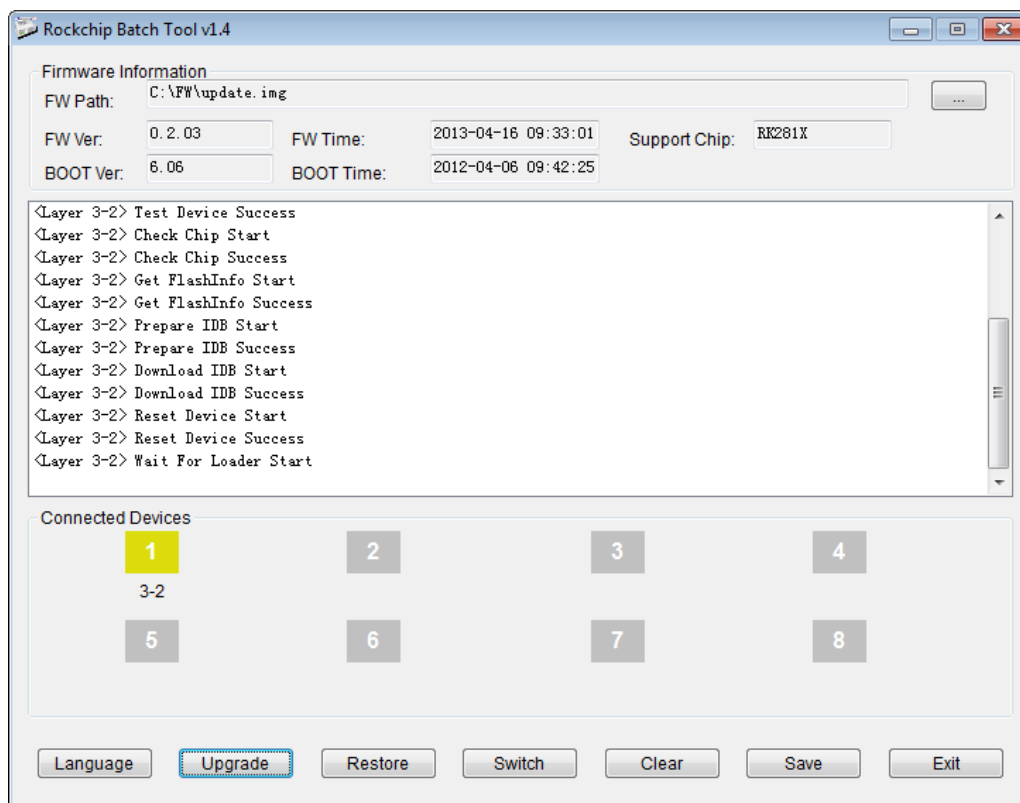 Rockchip Batch Tool v1.4
Firmware Information
FW Path: C:\FW\update.img ...
FW Ver: 0.2.03 FW Time: 2013-04-16 09:33:01 Support Chip: RK281X
BOOT Ver: 6.06 BOOT Time: 2012-04-06 09:42:25
<Layer 3-2> Test Device Success
<Layer 3-2> Check Chip Start
<Layer 3-2> Check Chip Success
<Layer 3-2> Get FlashInfo Start
<Layer 3-2> Get FlashInfo Success
<Layer 3-2> Prepare IDB Start
<Layer 3-2> Prepare IDB Success
<Layer 3-2> Download IDB Start
<Layer 3-2> Download IDB Success
<Layer 3-2> Reset Device Start
<Layer 3-2> Reset Device Success
<Layer 3-2> Wait For Loader Start
Connected Devices
1 2 3 4
3-2
5 6 7 8
Language Upgrade Restore Switch Clear Save Exit